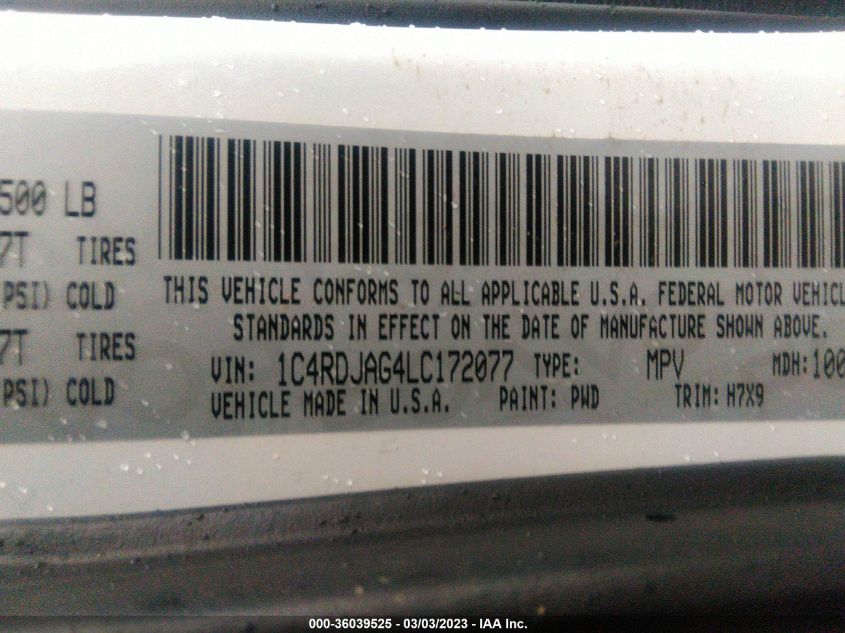 500 LB
7T TIRES
PSI) COLD
7T TIRES
PSI) COLD
THIS VEHICLE CONFORMS TO ALL APPLICABLE U.S.A. FEDERAL MOTOR VEHICL
STANDARDS IN EFFECT ON THE DATE OF MANUFACTURE SHOWN ABOVE.
VIN: 1C4RDJAG4LC172077 TYPE: MPV MDH:100
VEHICLE MADE IN U.S.A. PAINT: PWD TRIM: H7X9
000-36039525 - 03/03/2023 - IAA Inc.